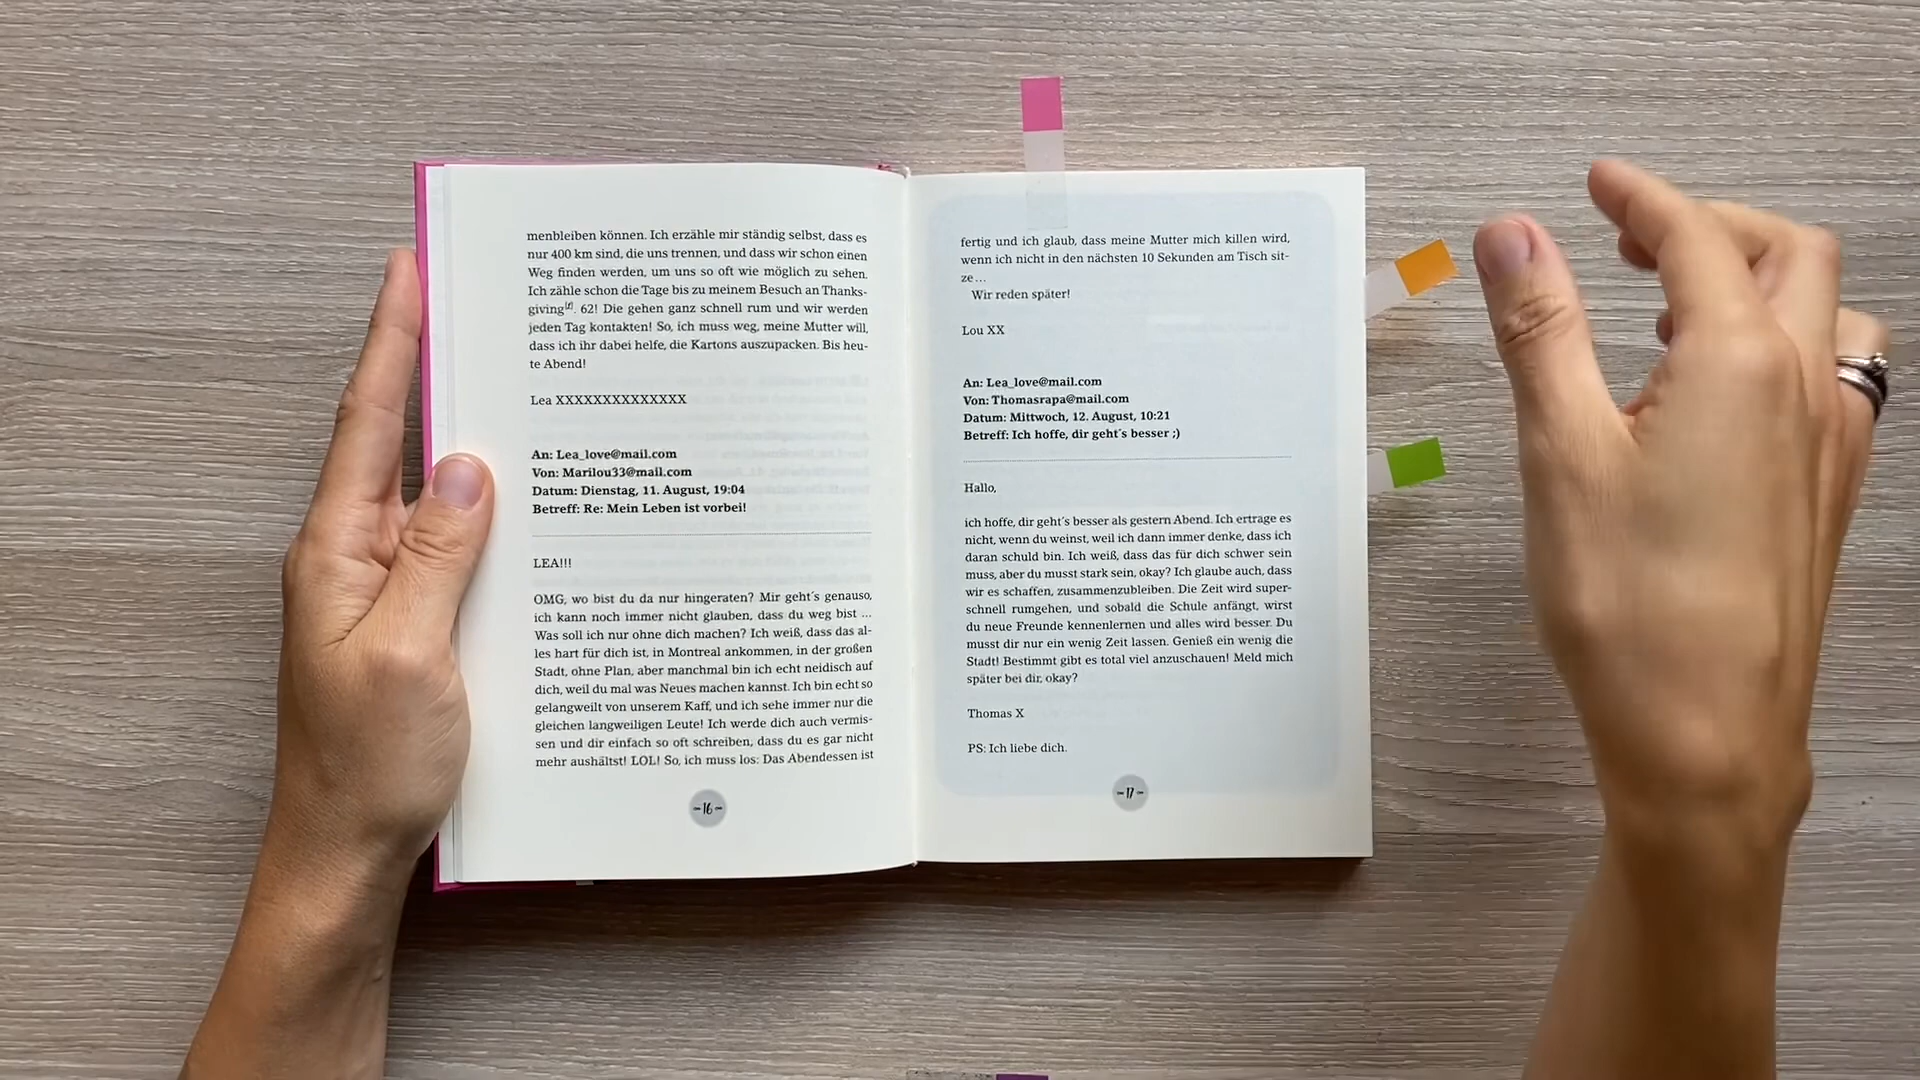 menbleiben können. Ich erzähle mir ständig selbst, dass es
nur 400 km sind, die uns trennen, und dass wir schon einen
Weg finden werden, um uns so oft wie möglich zu sehen.
Ich zähle schon die Tage bis zu meinem Besuch an Thanks-
giving[f]. 62! Die gehen ganz schnell rum und wir werden
jeden Tag kontakten! So, ich muss weg, meine Mutter will,
dass ich ihr dabei helfe, die Kartons auszupacken. Bis heu-
te Abend!
Lea XXXXXXXXXXXXXX
An: Lea_love@mail.com
Von: Marilou33@mail.com
Datum: Dienstag, 11. August, 19:04
Betreff: Re: Mein Leben ist vorbei!
LEA!!!
OMG, wo bist du da nur hingeraten? Mir geht´s genauso,
ich kann noch immer nicht glauben, dass du weg bist ...
Was soll ich nur ohne dich machen? Ich weiß, dass das al-
les hart für dich ist, in Montreal ankommen, in der großen
Stadt, ohne Plan, aber manchmal bin ich echt neidisch auf
dich, weil du mal was Neues machen kannst. Ich bin echt so
gelangweilt von unserem Kaff, und ich sehe immer nur die
gleichen langweiligen Leute! Ich werde dich auch vermis-
sen und dir einfach so oft schreiben, dass du es gar nicht
mehr aushältst! LOL! So, ich muss los: Das Abendessen ist
-16-
fertig und ich glaub, dass meine Mutter mich killen wird,
wenn ich nicht in den nächsten 10 Sekunden am Tisch sit-
ze ...
Wir reden später!
Lou XX
An: Lea_love@mail.com
Von: Thomasrapa@mail.com
Datum: Mittwoch, 12. August, 10:21
Betreff: Ich hoffe, dir geht´s besser ;)
Hallo,
ich hoffe, dir geht´s besser als gestern Abend. Ich ertrage es
nicht, wenn du weinst, weil ich dann immer denke, dass ich
daran schuld bin. Ich weiß, dass das für dich schwer sein
muss, aber du musst stark sein, okay? Ich glaube auch, dass
wir es schaffen, zusammenzubleiben. Die Zeit wird super-
schnell rumgehen, und sobald die Schule anfängt, wirst
du neue Freunde kennenlernen und alles wird besser. Du
musst dir nur ein wenig Zeit lassen. Genieß ein wenig die
Stadt! Bestimmt gibt es total viel anzuschauen! Meld mich
später bei dir, okay?
Thomas X
PS: Ich liebe dich.
-17-